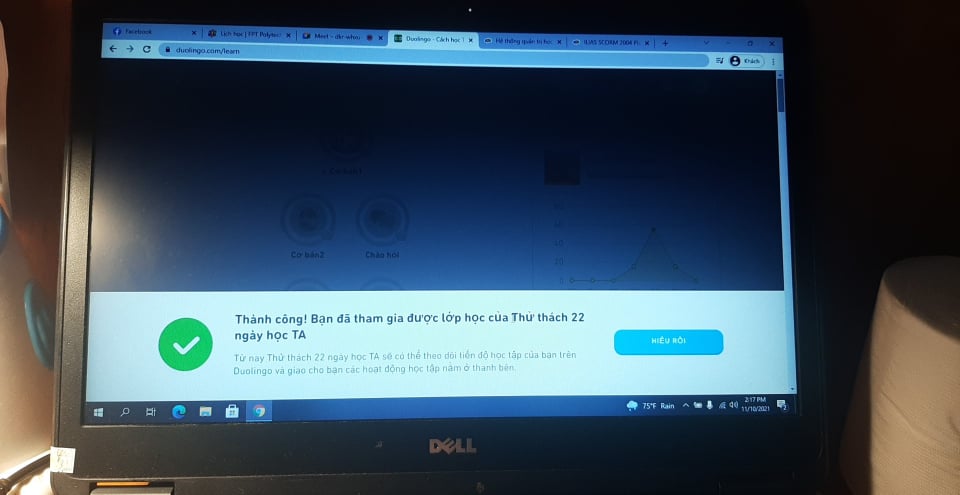 Facebook
Lịch học | FPT Polytec
Meet - dkr-whxu
Duolingo - Cách học T
Hệ thống quản trị học
ILIAS SCORM 2004 Pl
duolingo.com/learn
Khách
Cơ bản1
Cơ bản2
Chào hỏi
40
20
0
Thành công! Bạn đã tham gia được lớp học của Thử thách 22
ngày học TA
Từ nay Thử thách 22 ngày học TA sẽ có thể theo dõi tiến độ học tập của bạn trên
Duolingo và giao cho bạn các hoạt động học tập nằm ở thanh bên.
HIỂU RỒI
75°F Rain
2:17 PM
11/10/2021
2
DELL